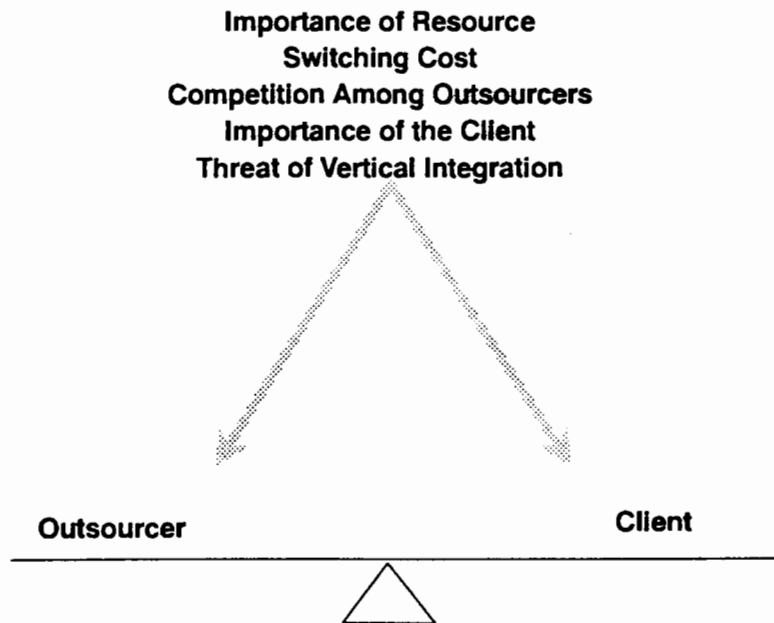 Importance of Resource
Switching Cost
Competition Among Outsourcers
Importance of the Client
Threat of Vertical Integration
Outsourcer
Client